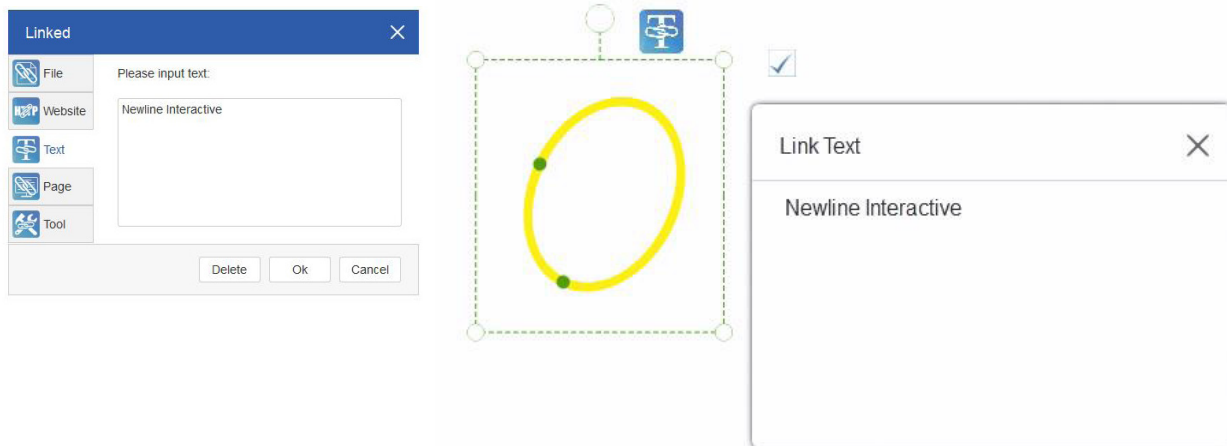 Linked
File
Please input text:
Website
Newline Interactive
Text
Page
Tool
Delete Ok Cancel
Link Text
Newline Interactive